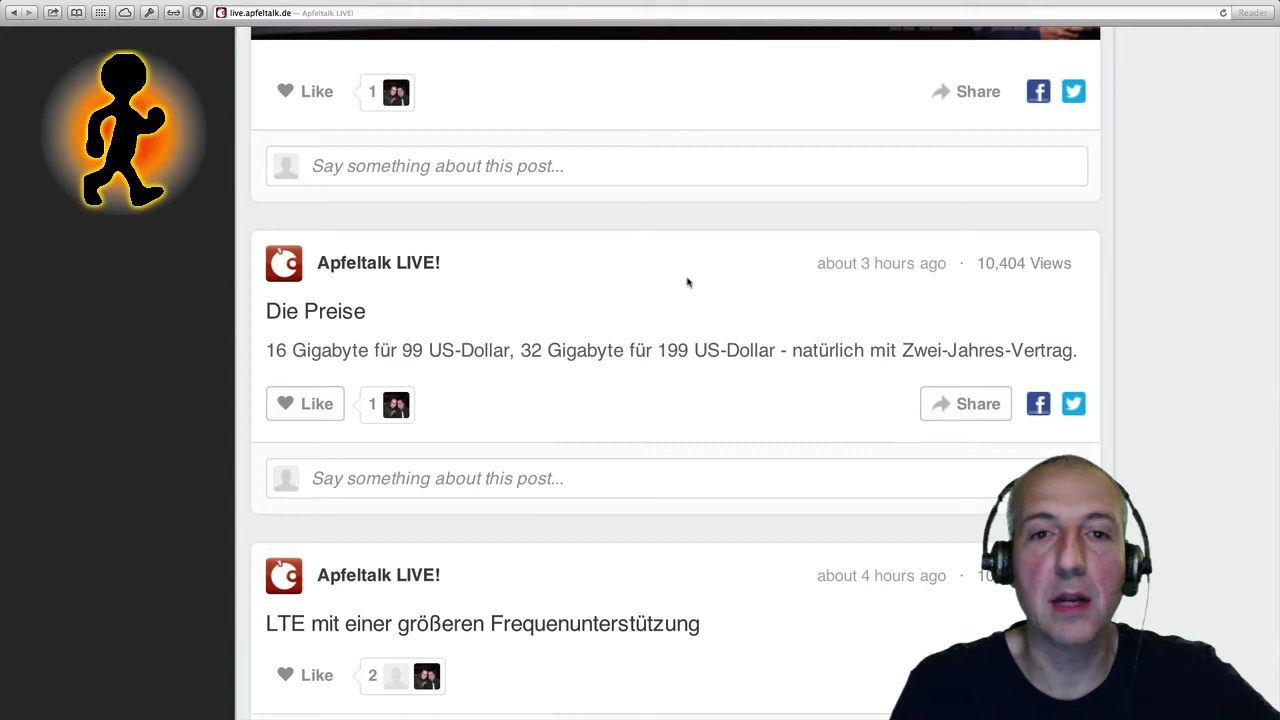 live.apfeltalk.de — Apfeltalk LIVE!
Reader
Like
1
Share
Say something about this post...
Apfeltalk LIVE!
about 3 hours ago · 10,404 Views
Die Preise
16 Gigabyte für 99 US-Dollar, 32 Gigabyte für 199 US-Dollar - natürlich mit Zwei-Jahres-Vertrag.
Like
1
Share
Say something about this post...
Apfeltalk LIVE!
about 4 hours ago ·
LTE mit einer größeren Frequenunterstützung
Like
2